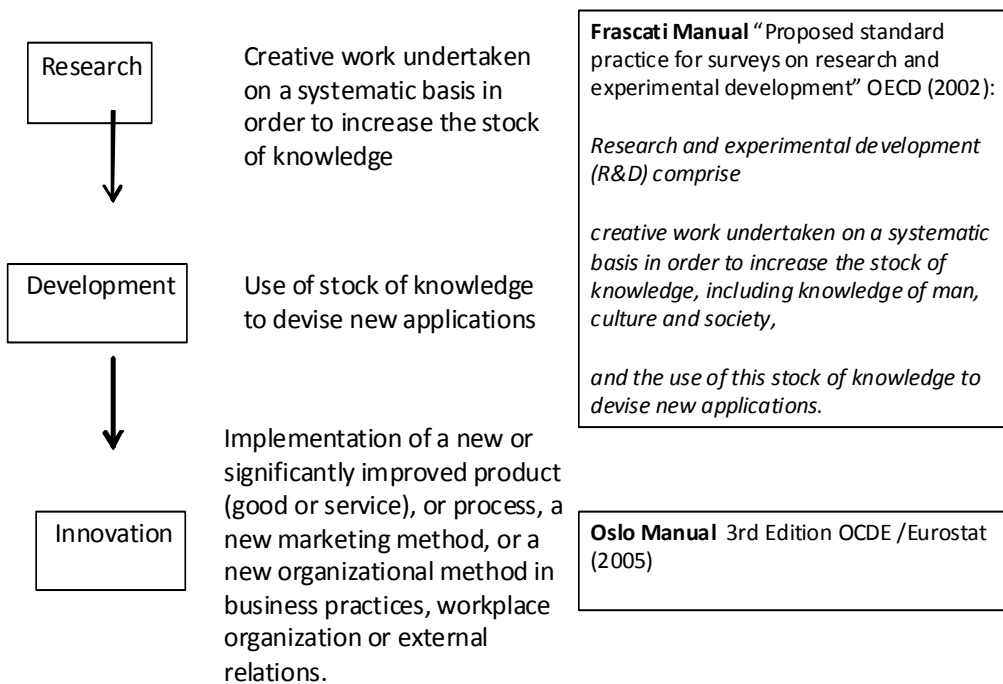 Research
Creative work undertaken
on a systematic basis in
order to increase the stock
of knowledge
Frascati Manual “Proposed standard
practice for surveys on research and
experimental development” OECD (2002):
Research and experimental development
(R&D) comprise
creative work undertaken on a systematic
basis in order to increase the stock of
knowledge, including knowledge of man,
culture and society,
and the use of this stock of knowledge to
devise new applications.
Development
Use of stock of knowledge
to devise new applications
Innovation
Implementation of a new or
significantly improved product
(good or service), or process, a
new marketing method, or a
new organizational method in
business practices, workplace
organization or external
relations.
Oslo Manual 3rd Edition OCDE /Eurostat
(2005)